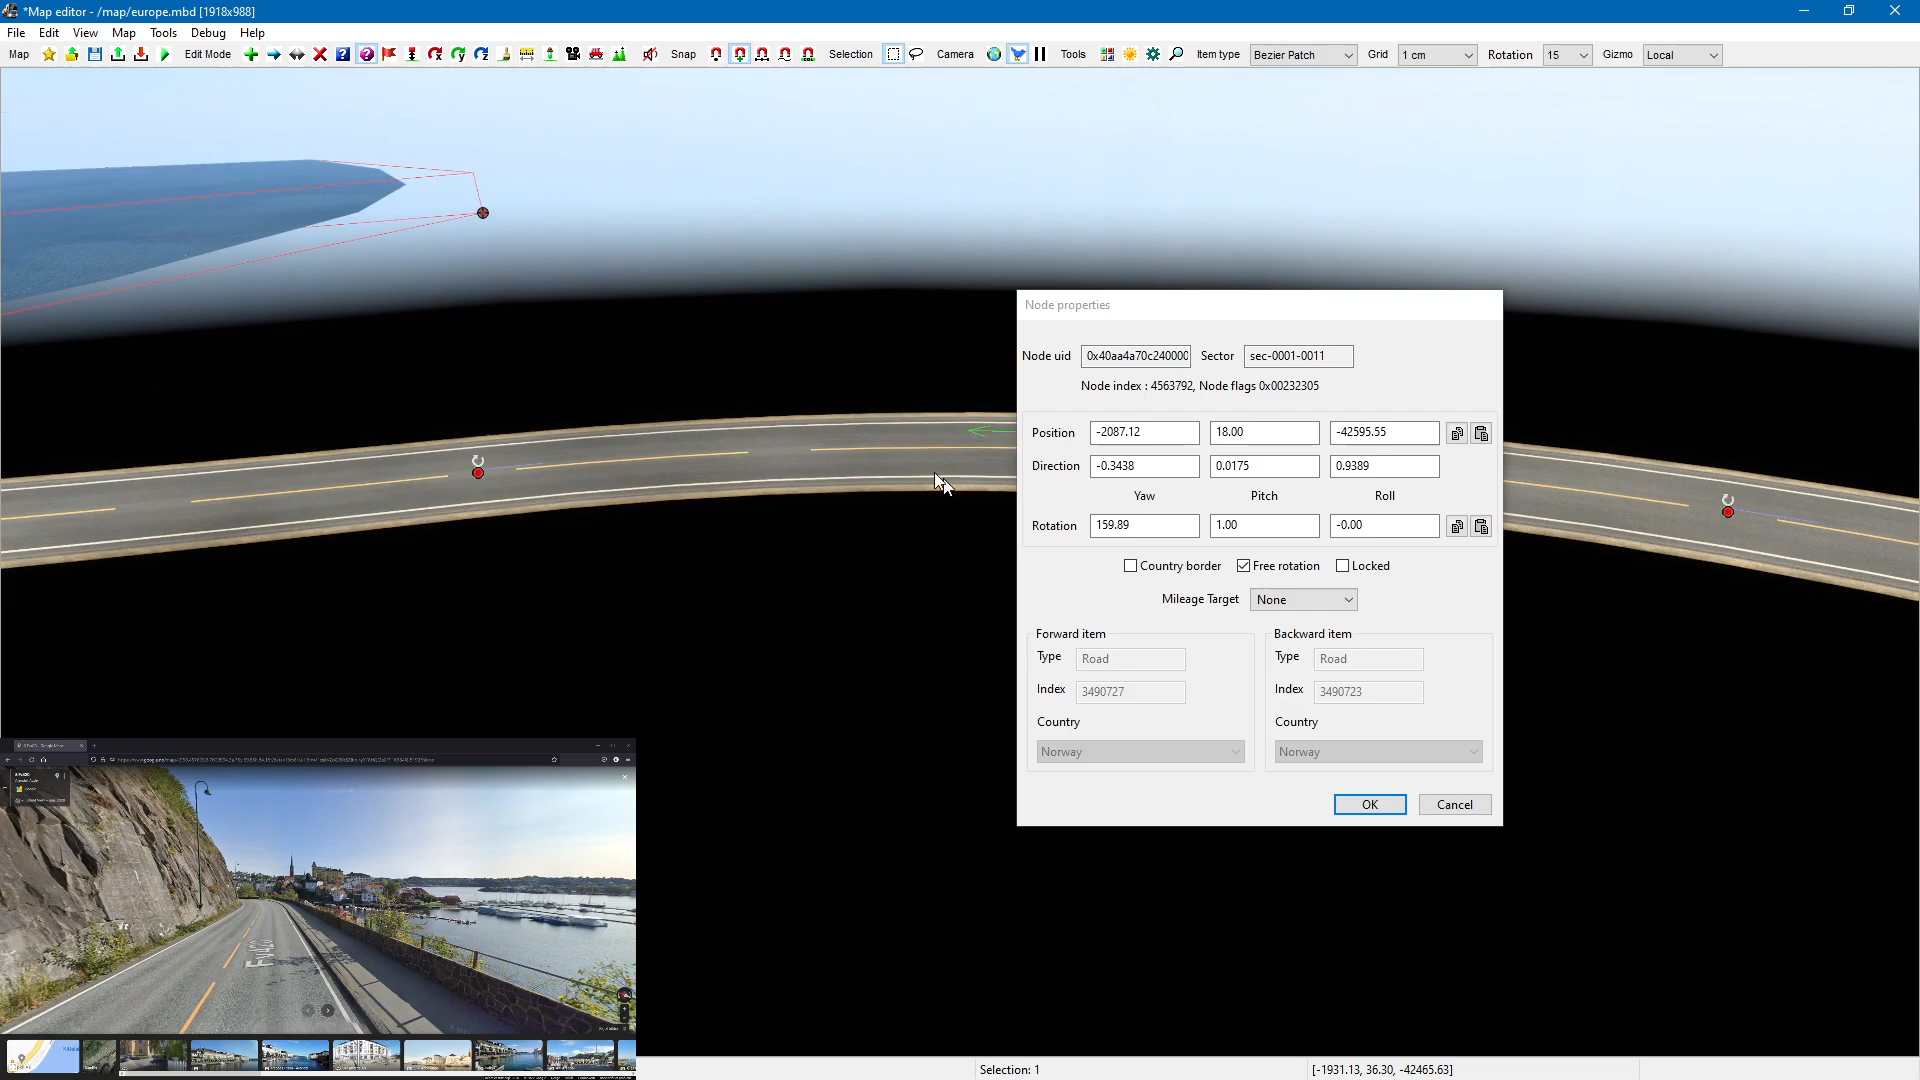 *Map editor - /map/europe.mbd [1918x988]
File Edit View Map Tools Debug Help
Map Edit Mode Snap Selection Camera Tools Item type Bezier Patch Grid 1 cm Rotation 15 Gizmo Local
Node properties
Node uid 0x40aa4a70c240000 Sector sec-0001-0011
Node index : 4563792, Node flags 0x00232305
Position -2087.12 18.00 -42595.55
Direction -0.3438 0.0175 0.9389
Yaw Pitch Roll
Rotation 159.89 1.00 -0.00
Country border Free rotation Locked
Mileage Target None
Forward item Backward item
Type Road Type Road
Index 3490727 Index 3490723
Country Country
Norway Norway
OK Cancel
Fv420
Selection: 1 [-1931.13, 36.30, -42465.63]